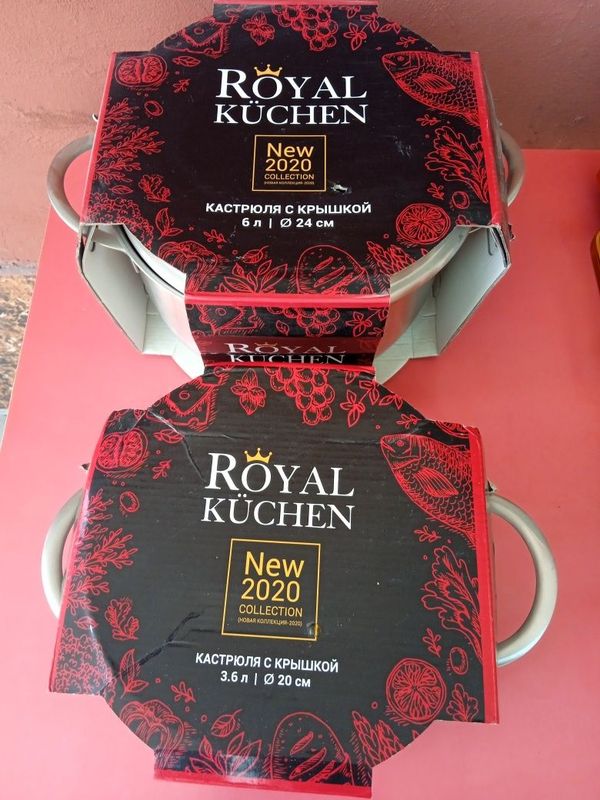 ROYAL
KÜCHEN
New
2020
COLLECTION
(НОВАЯ КОЛЛЕКЦИЯ-2020)
КАСТРЮЛЯ С КРЫШКОЙ
6 л | Ø 24 см
ROYAL
KÜCHEN
ROYAL
KÜCHEN
New
2020
COLLECTION
(НОВАЯ КОЛЛЕКЦИЯ-2020)
КАСТРЮЛЯ С КРЫШКОЙ
3.6 л | Ø 20 см